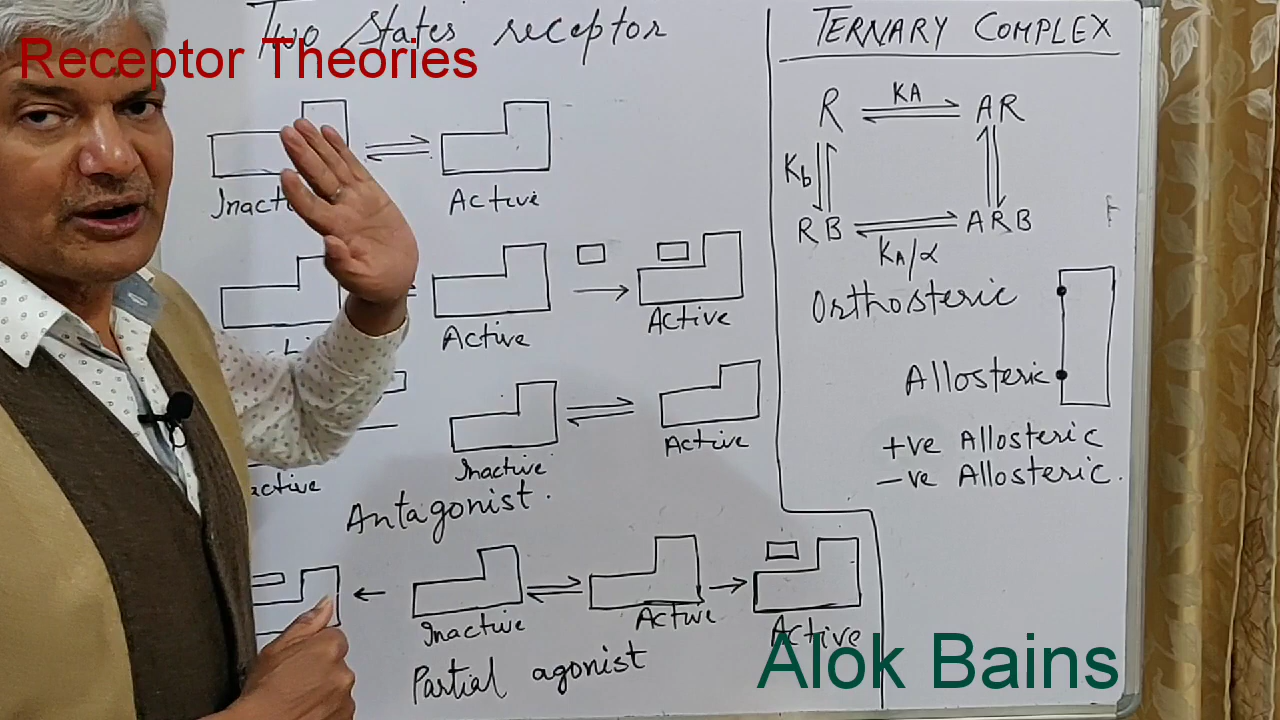 Two States receptor
Receptor Theories
Active
Active
Active
Inactive
Active
Antagonist.
Inactive
Active
Active
Partial agonist
TERNARY COMPLEX
R KA AR
Kb
RB ARB
KA/α
Orthosteric
Allosteric
+ve Allosteric
-ve Allosteric.
Alok Bains